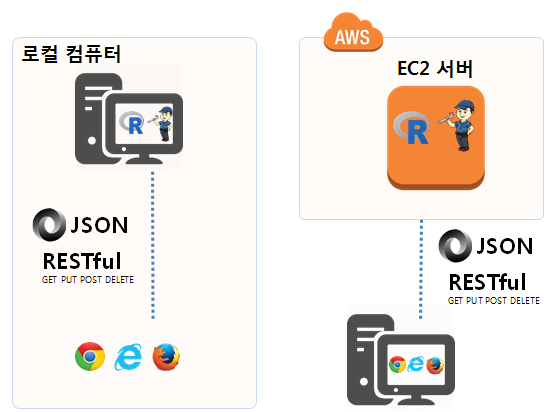 로컬 컴퓨터
R
JSON
RESTful
GET PUT POST DELETE
AWS
EC2 서버
R
JSON
RESTful
GET PUT POST DELETE